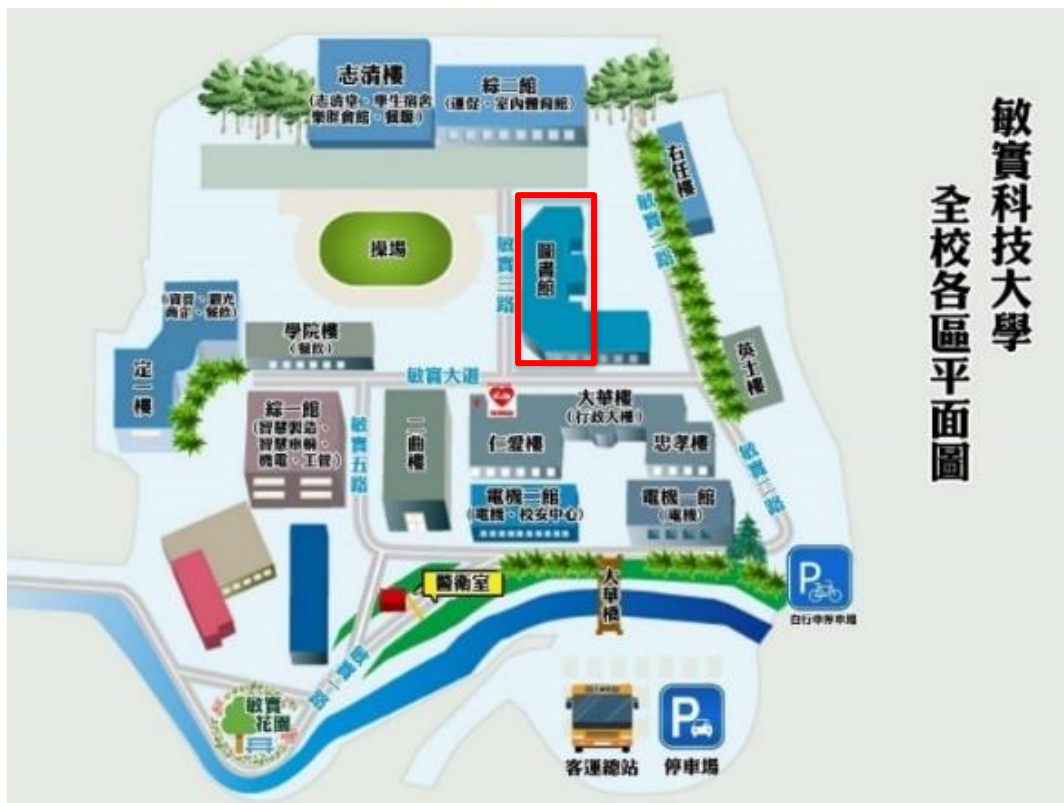 敏實科技大學
全校各區平面圖
志清樓
(志清堂、學生宿舍
樂群會館、餐廳)
綜二館
(運促、室內體育館)
右任樓
敏實二路
操場
敏實三路
圖書館
學院樓
(餐飲)
定一樓
敏實大道
英士樓
綜一館
(智慧製造、
機電、工管)
敏實五路
二曲樓
大華樓
(行政大樓)
仁愛樓
忠孝樓
電機二館
(電機、校安中心)
電機一館
(電機)
敏實二路
警衛室
大華橋
P
自行車停車場
敏實一路
敏實
花園
客運總站
P
停車場